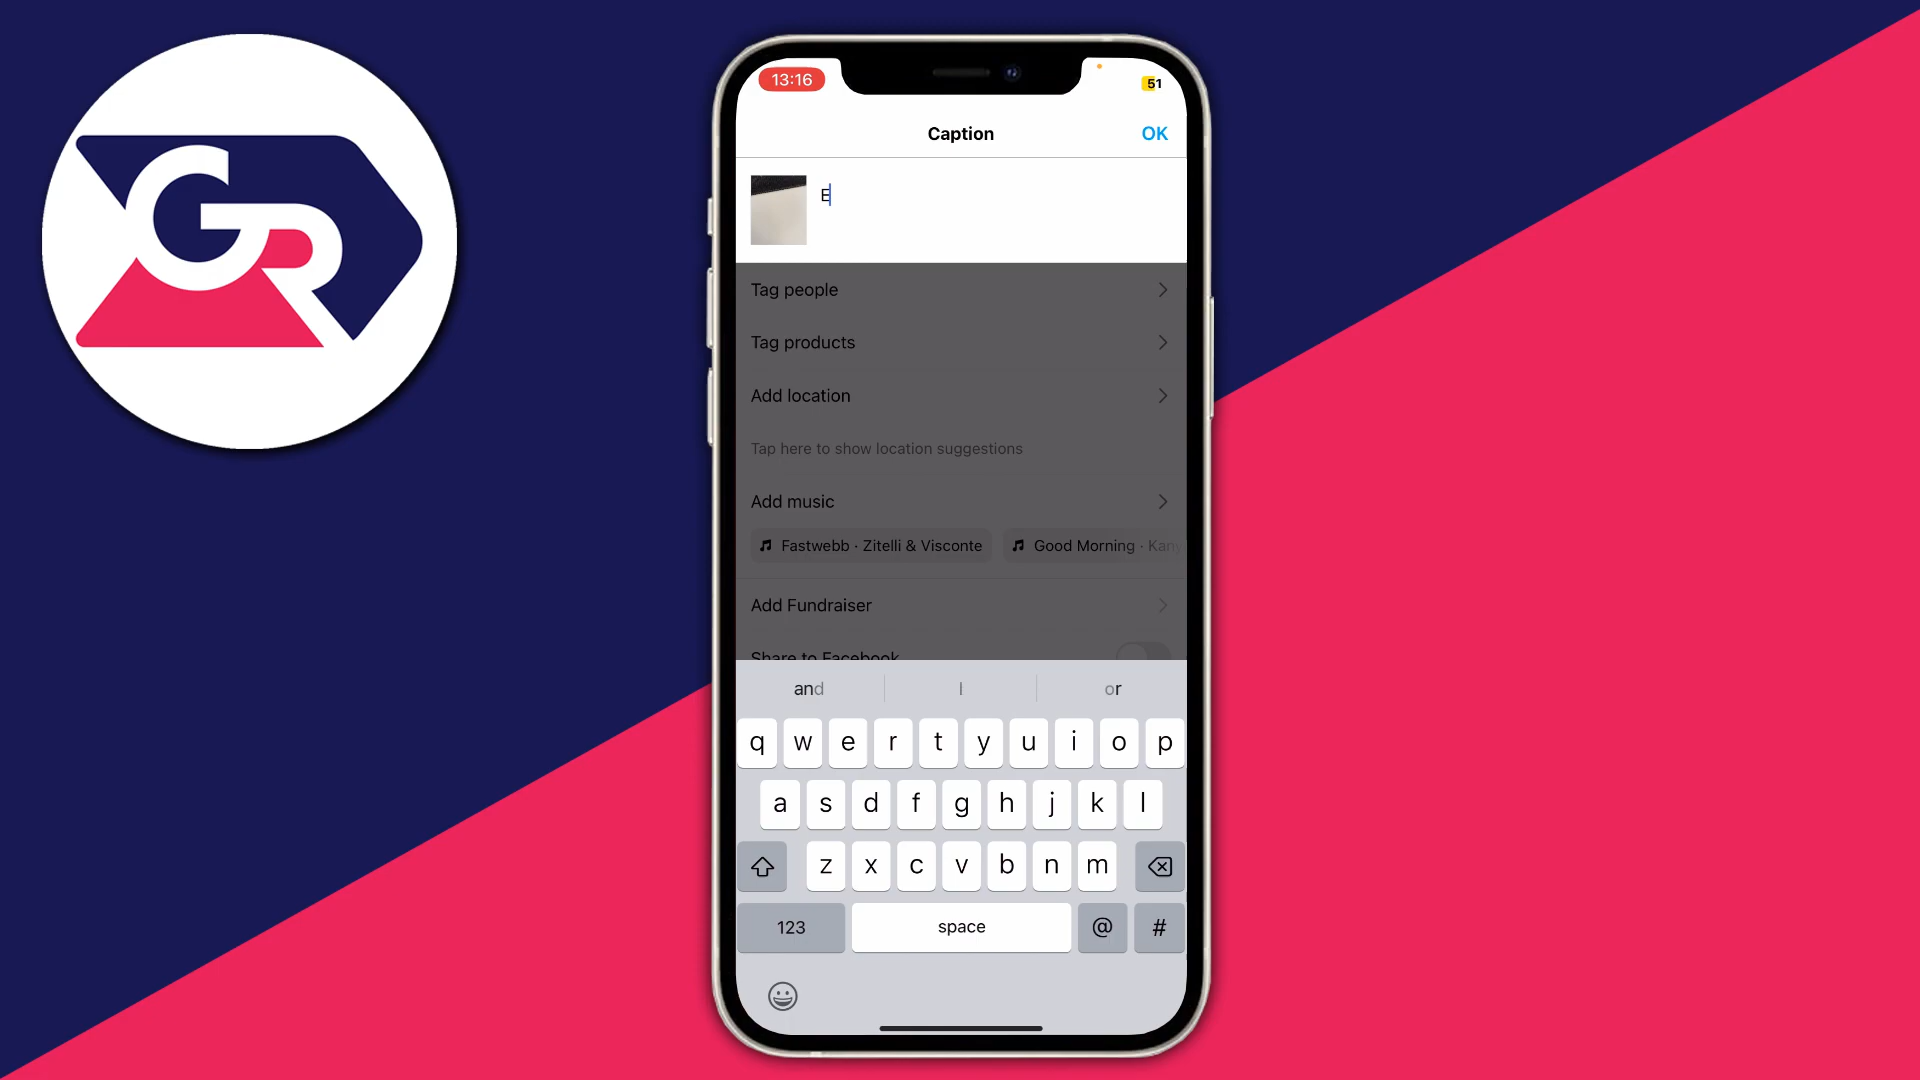 GR
13:16
51
Caption
OK
E
Tag people
Tag products
Add location
Tap here to show location suggestions
Add music
Fastwebb · Zitelli & Visconte
Good Morning · Kan
Add Fundraiser
Share to Facebook
and
I
or
q w e r t y u i o p
a s d f g h j k l
z x c v b n m
123
space
@
#